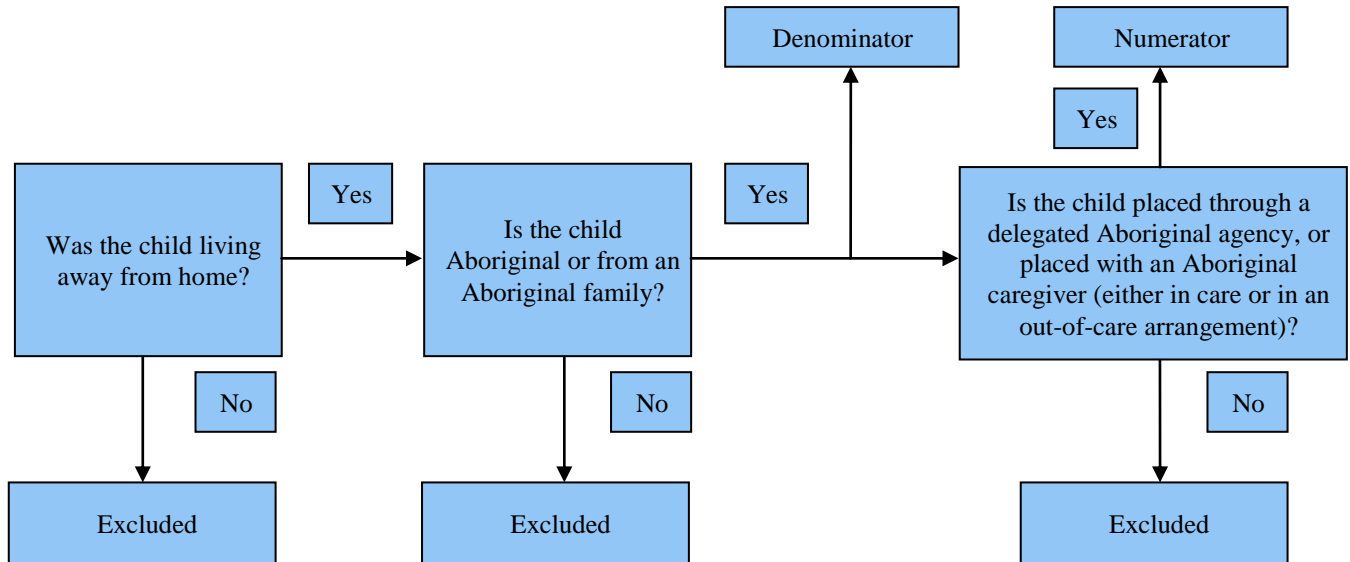 Denominator
Numerator
Yes
Yes
Yes
Was the child living
away from home?
Is the child
Aboriginal or from an
Aboriginal family?
Is the child placed through a
delegated Aboriginal agency, or
placed with an Aboriginal
caregiver (either in care or in an
out-of-care arrangement)?
No
No
No
Excluded
Excluded
Excluded